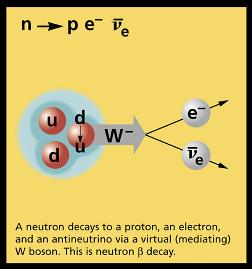 n → p e⁻ ν̅ₑ
u d
↓
u
d
W⁻
e⁻
ν̅ₑ
A neutron decays to a proton, an electron,
and an antineutrino via a virtual (mediating)
W boson. This is neutron β decay.